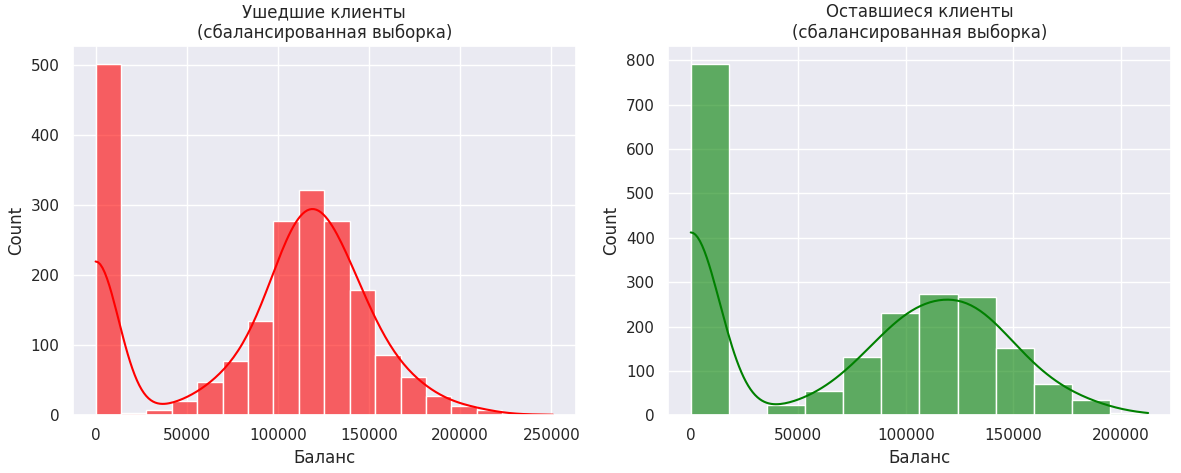 Ушедшие клиенты
(сбалансированная выборка)
500
400
300
200
100
0
Count
0 50000 100000 150000 200000 250000
Баланс
Оставшиеся клиенты
(сбалансированная выборка)
800
700
600
500
400
300
200
100
0
Count
0 50000 100000 150000 200000
Баланс